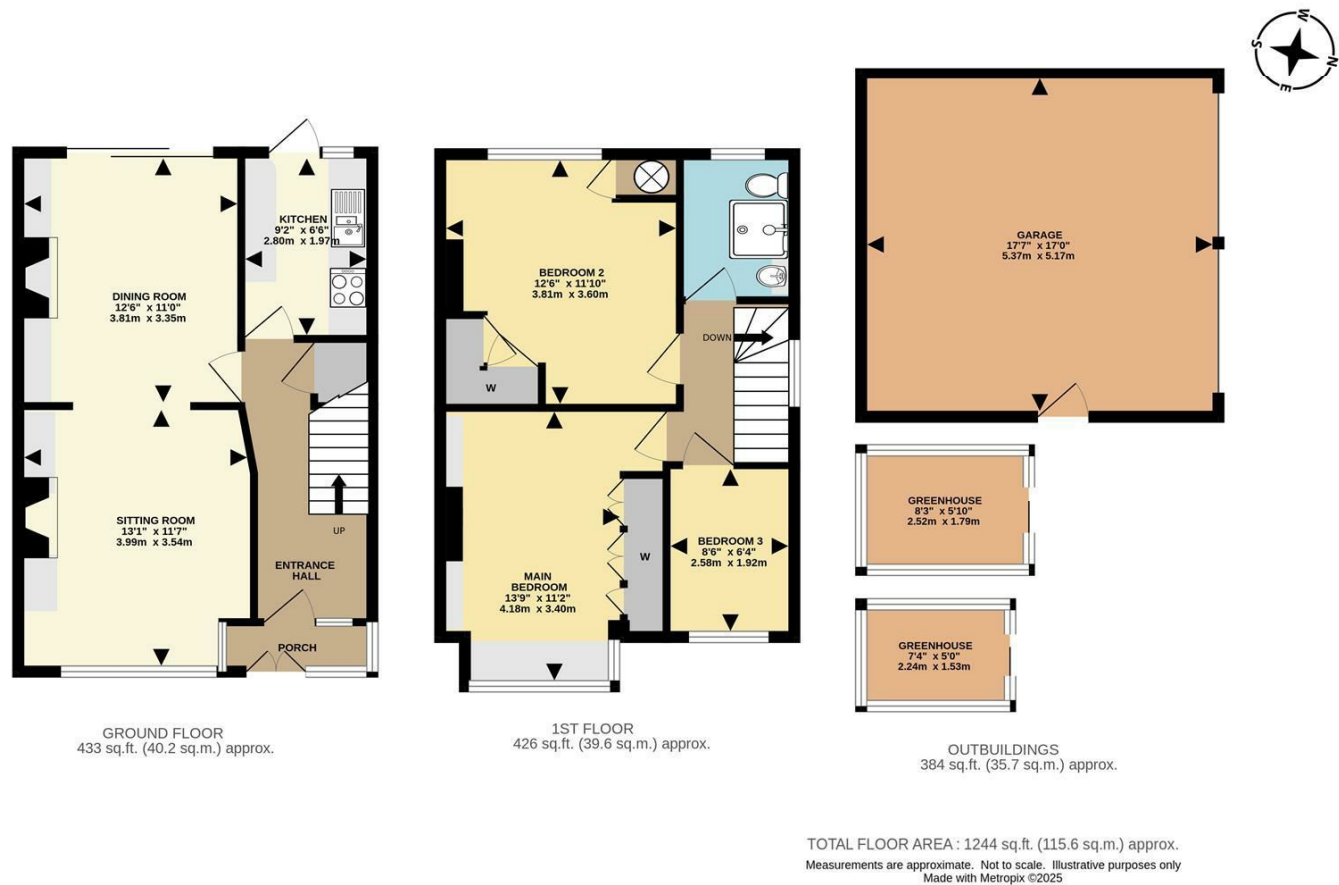 W
S
N
E
KITCHEN
9'2" x 6'6"
2.80m x 1.97m
DINING ROOM
12'6" x 11'0"
3.81m x 3.35m
SITTING ROOM
13'1" x 11'7"
3.99m x 3.54m
UP
ENTRANCE
HALL
PORCH
GROUND FLOOR
433 sq.ft. (40.2 sq.m.) approx.
BEDROOM 2
12'6" x 11'10"
3.81m x 3.60m
DOWN
W
MAIN
BEDROOM
13'9" x 11'2"
4.18m x 3.40m
W
BEDROOM 3
8'6" x 6'4"
2.58m x 1.92m
1ST FLOOR
426 sq.ft. (39.6 sq.m.) approx.
GARAGE
17'7" x 17'0"
5.37m x 5.17m
GREENHOUSE
8'3" x 5'10"
2.52m x 1.79m
GREENHOUSE
7'4" x 5'0"
2.24m x 1.53m
OUTBUILDINGS
384 sq.ft. (35.7 sq.m.) approx.
TOTAL FLOOR AREA : 1244 sq.ft. (115.6 sq.m.) approx.
Measurements are approximate. Not to scale. Illustrative purposes only
Made with Metropix ©2025